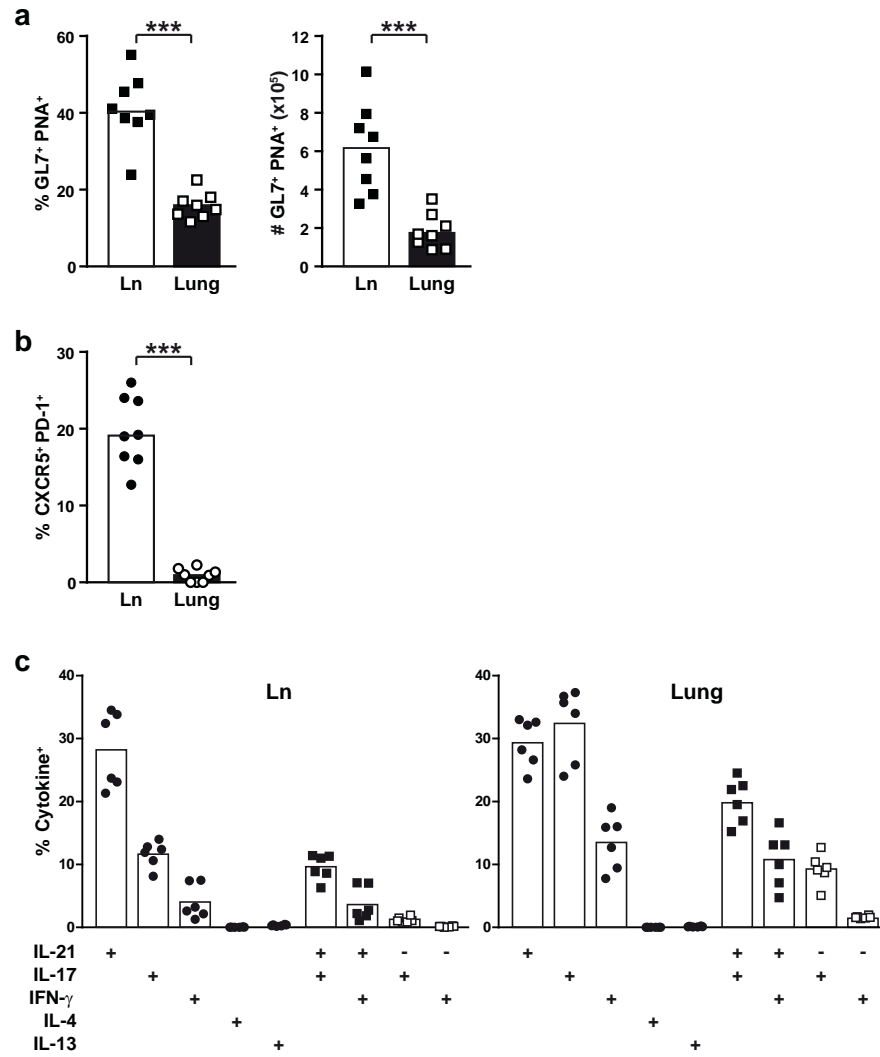 a
% GL7⁺ PNA⁺
60
40
20
0
***
Ln Lung
# GL7⁺ PNA⁺ (x10⁵)
12
10
8
6
4
2
0
***
Ln Lung
b
% CXCR5⁺ PD-1⁺
30
20
10
0
***
Ln Lung
c
% Cytokine⁺
40
30
20
10
0
Ln
40
30
20
10
0
Lung
IL-21 + + + - - + + + - -
IL-17 + + + + + +
IFN-γ + + + + + +
IL-4 + +
IL-13 + +